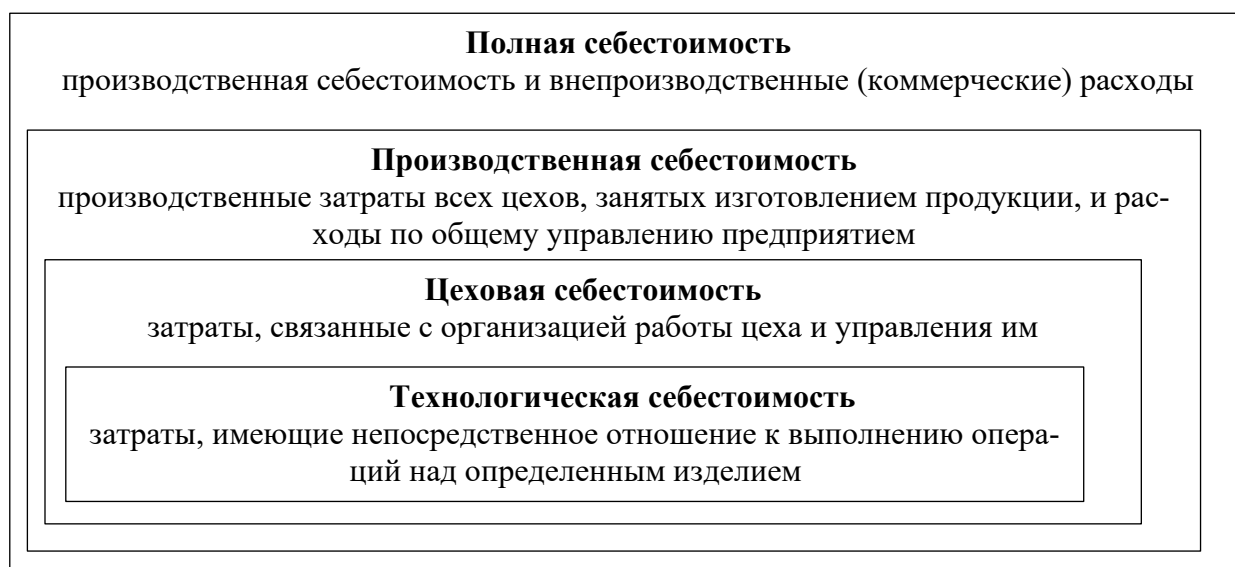 Полная себестоимость
производственная себестоимость и внепроизводственные (коммерческие) расходы
Производственная себестоимость
производственные затраты всех цехов, занятых изготовлением продукции, и рас-
ходы по общему управлению предприятием
Цеховая себестоимость
затраты, связанные с организацией работы цеха и управления им
Технологическая себестоимость
затраты, имеющие непосредственное отношение к выполнению опера-
ций над определенным изделием